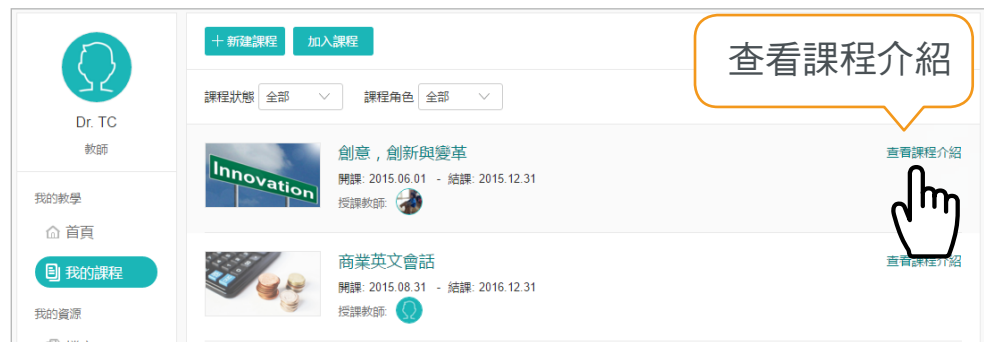 Dr. TC
教師
我的教學
首頁
我的課程
我的資源
+ 新建課程 加入課程
查看課程介紹
課程狀態 全部 課程角色 全部
Innovation
創意，創新與變革
查看課程介紹
開課: 2015.06.01 - 結課: 2015.12.31
授課教師:
商業英文會話
查看課程介紹
開課: 2015.08.31 - 結課: 2016.12.31
授課教師: